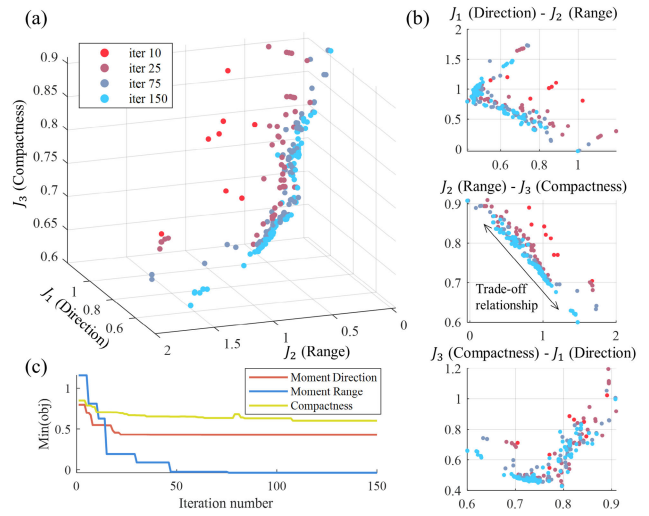 (a)
iter 10
iter 25
iter 75
iter 150
J₃ (Compactness)
0.9
0.85
0.8
0.75
0.7
0.65
0.6
J₁ (Direction)
1
0.8
0.6
2
1.5
1
0.5
0
J₂ (Range)
(b)
J₁ (Direction) - J₂ (Range)
2
1.5
1
0.5
0
0.6 0.8 1
J₂ (Range) - J₃ (Compactness)
0.9
0.8
0.7
0.6
Trade-off
relationship
0 1 2
J₃ (Compactness) - J₁ (Direction)
1.2
1
0.8
0.6
0.4
0.6 0.7 0.8 0.9
(c)
Min(obj)
1
0.5
0
Moment Direction
Moment Range
Compactness
0 50 100 150
Iteration number